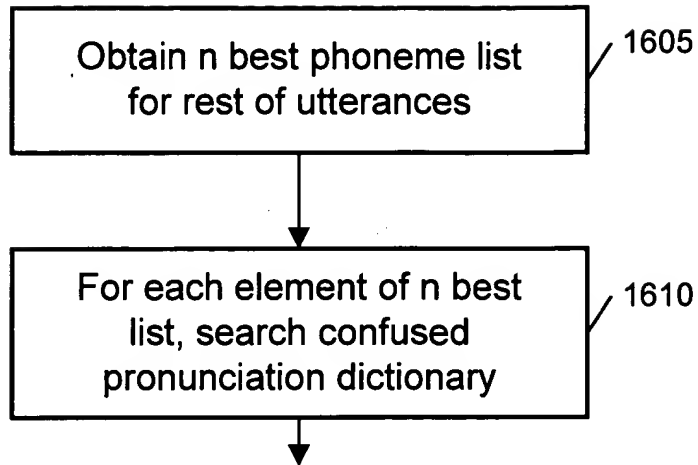 Obtain n best phoneme list
for rest of utterances
1605
For each element of n best
list, search confused
pronunciation dictionary
1610